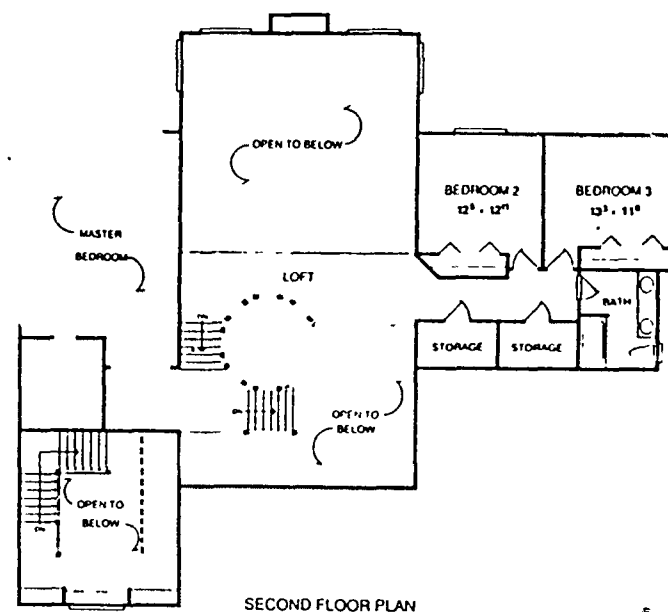 OPEN TO BELOW
BEDROOM 2
BEDROOM 3
MASTER
BEDROOM
LOFT
BATH
STORAGE
STORAGE
OPEN TO
BELOW
OPEN TO
BELOW
SECOND FLOOR PLAN